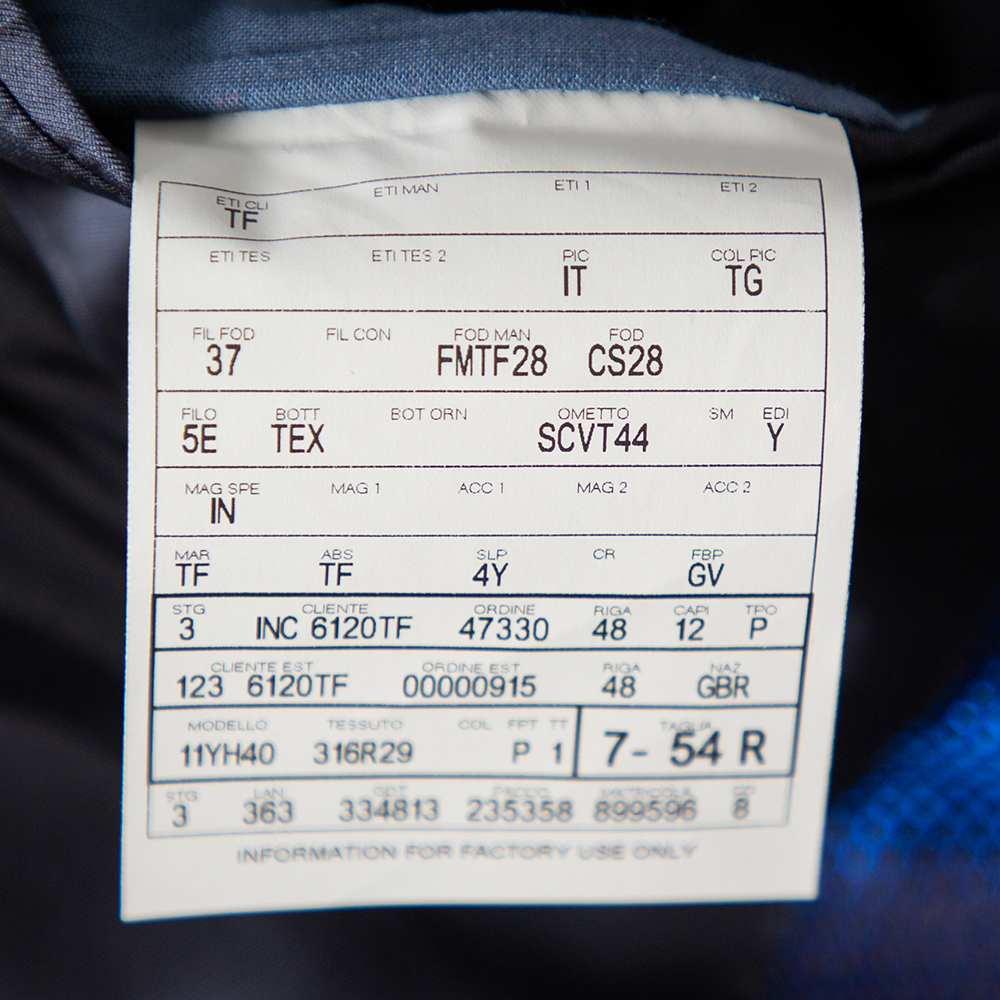 ETI CLI ETI MAN ETI 1 ETI 2
TF
ETI TES ETI TES 2 PIC COL PIC
IT TG
FIL FOD FIL CON FOD MAN FOD
37 FMTF28 CS28
FILO BOTT BOT ORN OMETTO SM EDI
5E TEX SCVT44 Y
MAG SPE MAG 1 ACC 1 MAG 2 ACC 2
IN
MAR ABS SLP CR FBP
TF TF 4Y GV
STG CLIENTE ORDINE RIGA CAPI TPO
3 INC 6120TF 47330 48 12 P
CLIENTE EST ORDINE EST RIGA NAZ
123 6120TF 00000915 48 GBR
MODELLO TESSUTO COL FPT TT TAGLIA
11YH40 316R29 P 1 7- 54 R
STG LAN GDT PACCO MATRICOLA CD
3 363 334813 235358 899596 8
INFORMATION FOR FACTORY USE ONLY